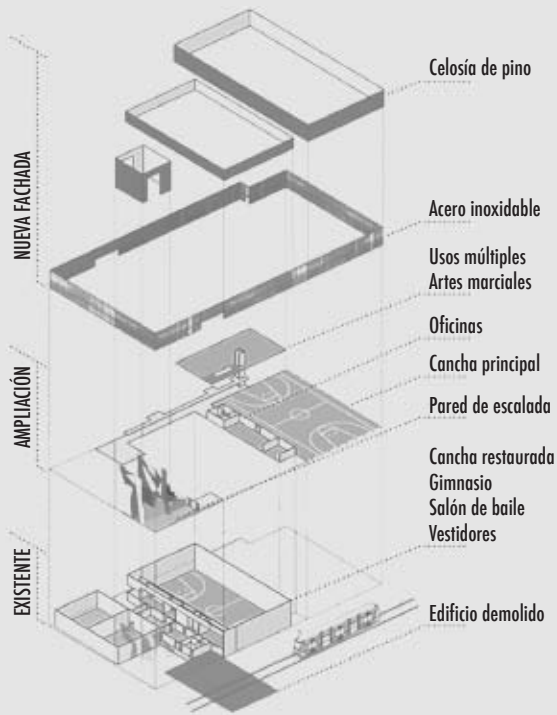 Celosía de pino
NUEVA FACHADA
Acero inoxidable
Usos múltiples
Artes marciales
Oficinas
AMPLIACIÓN
Cancha principal
Pared de escalada
Cancha restaurada
Gimnasio
Salón de baile
Vestidores
EXISTENTE
Edificio demolido